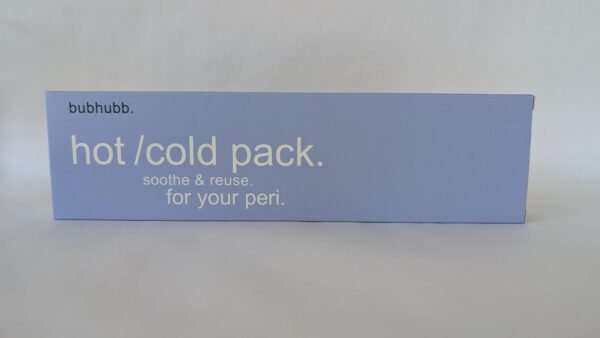 bubhubb.
hot /cold pack.
soothe & reuse.
for your peri.